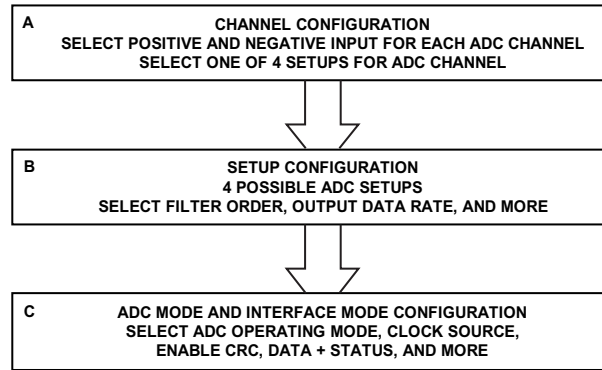 A
CHANNEL CONFIGURATION
SELECT POSITIVE AND NEGATIVE INPUT FOR EACH ADC CHANNEL
SELECT ONE OF 4 SETUPS FOR ADC CHANNEL
B
SETUP CONFIGURATION
4 POSSIBLE ADC SETUPS
SELECT FILTER ORDER, OUTPUT DATA RATE, AND MORE
C
ADC MODE AND INTERFACE MODE CONFIGURATION
SELECT ADC OPERATING MODE, CLOCK SOURCE,
ENABLE CRC, DATA + STATUS, AND MORE